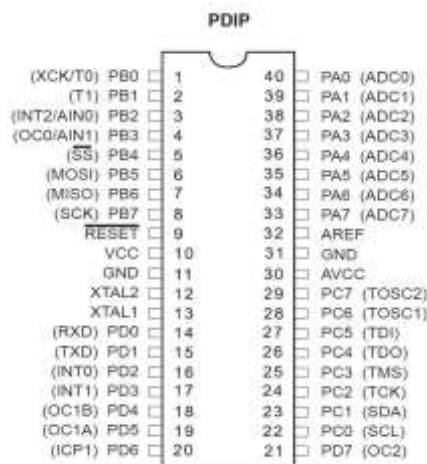 PDIP
(XCK/T0) PB0 1 40 PA0 (ADC0)
(T1) PB1 2 39 PA1 (ADC1)
(INT2/AIN0) PB2 3 38 PA2 (ADC2)
(OC0/AIN1) PB3 4 37 PA3 (ADC3)
(SS) PB4 5 36 PA4 (ADC4)
(MOSI) PB5 6 35 PA5 (ADC5)
(MISO) PB6 7 34 PA6 (ADC6)
(SCK) PB7 8 33 PA7 (ADC7)
RESET 9 32 AREF
VCC 10 31 GND
GND 11 30 AVCC
XTAL2 12 29 PC7 (TOSC2)
XTAL1 13 28 PC6 (TOSC1)
(RXD) PD0 14 27 PC5 (TDI)
(TXD) PD1 15 26 PC4 (TDO)
(INT0) PD2 16 25 PC3 (TMS)
(INT1) PD3 17 24 PC2 (TCK)
(OC1B) PD4 18 23 PC1 (SDA)
(OC1A) PD5 19 22 PC0 (SCL)
(ICP1) PD6 20 21 PD7 (OC2)